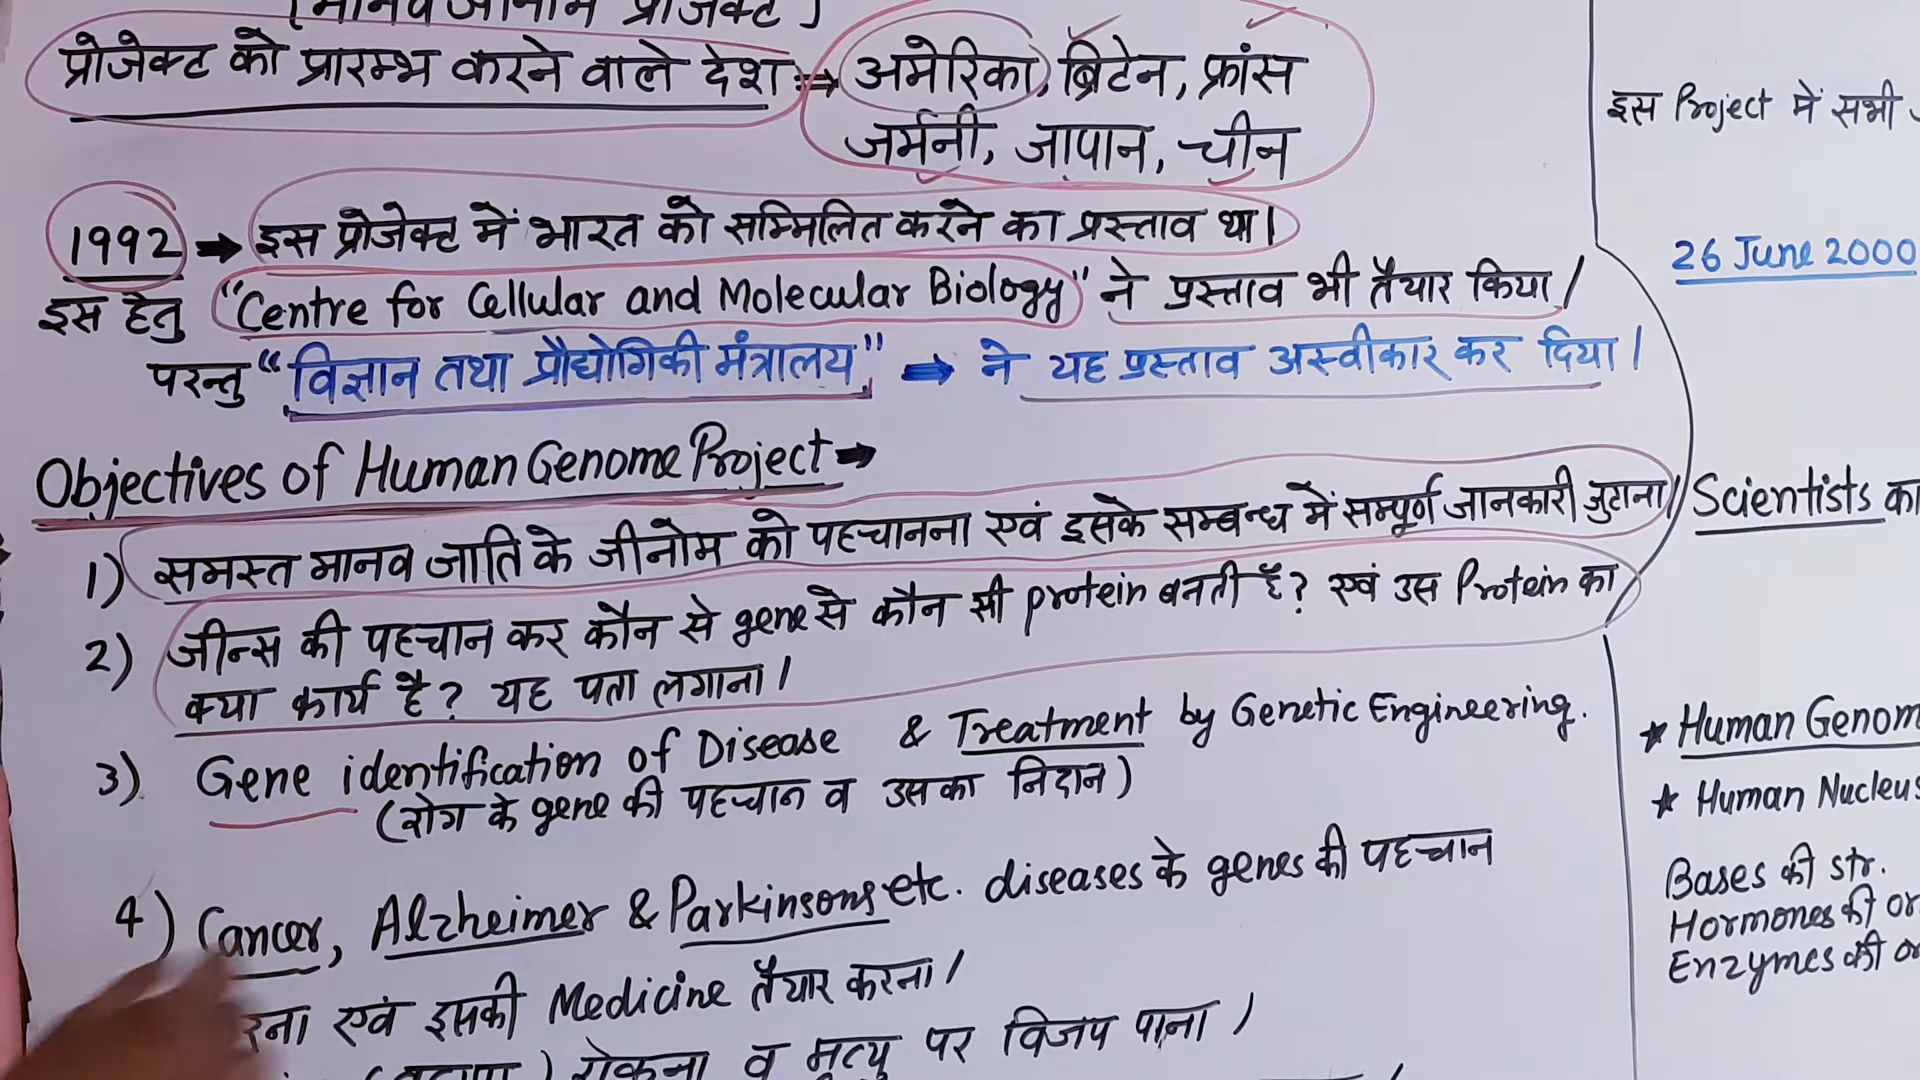 (मानव जीनोम प्रोजेक्ट)
प्रोजेक्ट को प्रारम्भ करने वाले देश :⇒ अमेरिका, ब्रिटेन, फ्रांस
जर्मनी, जापान, चीन
1992 → इस प्रोजेक्ट में भारत को सम्मिलित करने का प्रस्ताव था।
इस हेतु "Centre for Cellular and Molecular Biology" ने प्रस्ताव भी तैयार किया।
परन्तु "विज्ञान तथा प्रौद्योगिकी मंत्रालय" ⇒ ने यह प्रस्ताव अस्वीकार कर दिया।
Objectives of Human Genome Project →
1) समस्त मानव जाति के जीनोम को पहचानना एवं इसके सम्बन्ध में सम्पूर्ण जानकारी जुटाना।
2) जीन्स की पहचान कर कौन से gene से कौन सी protein बनती है? एवं उस Protein का
क्या कार्य है? यह पता लगाना।
3) Gene identification of Disease & Treatment by Genetic Engineering.
(रोग के gene की पहचान व उसका निदान)
4) Cancer, Alzheimer & Parkinsons etc. diseases के genes की पहचान
एवं इसकी Medicine तैयार करना।
रोकना व मृत्यु पर विजय पाना।
इस Project में सभी
26 June 2000
Scientists का
★ Human Genom
★ Human Nucleus
Bases की str.
Hormones की or
Enzymes की or